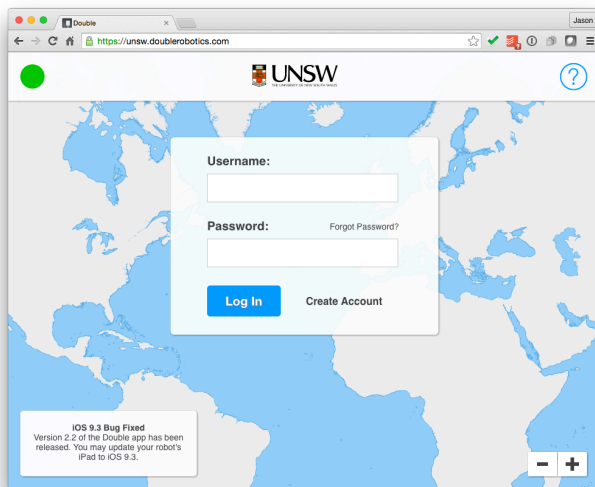 Double
Jason
https://unsw.doublerobotics.com
UNSW
THE UNIVERSITY OF NEW SOUTH WALES
?
Username:
Password:
Forgot Password?
Log In
Create Account
iOS 9.3 Bug Fixed
Version 2.2 of the Double app has been
released. You may update your robot's
iPad to iOS 9.3.